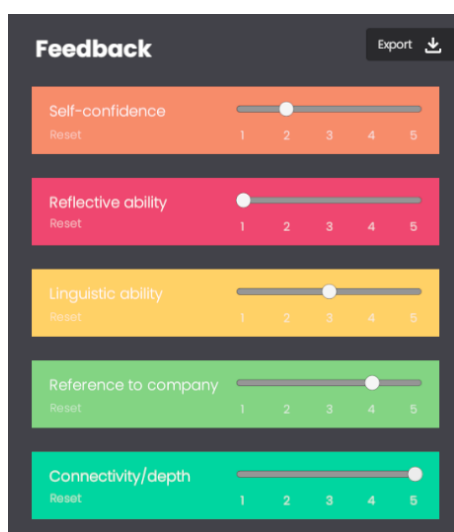 Feedback
Export
Self-confidence
Reset
1 2 3 4 5
Reflective ability
Reset
1 2 3 4 5
Linguistic ability
Reset
1 2 3 4 5
Reference to company
Reset
1 2 3 4 5
Connectivity/depth
Reset
1 2 3 4 5